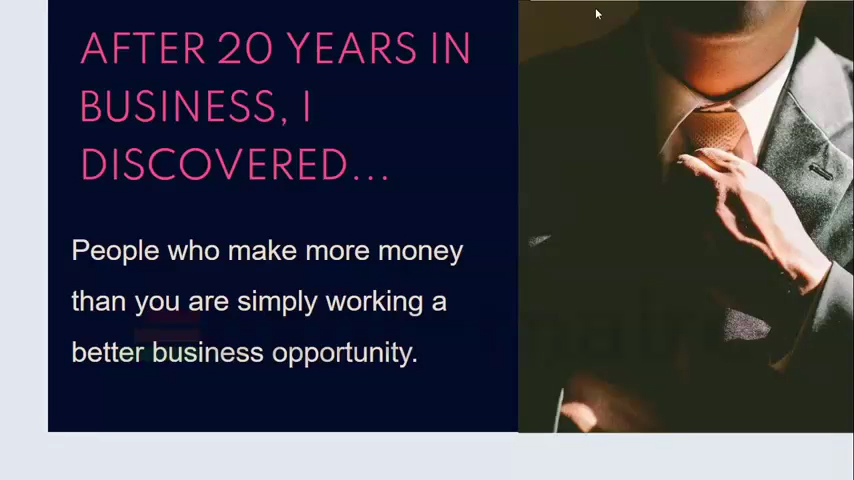 AFTER 20 YEARS IN
BUSINESS, I
DISCOVERED...
People who make more money
than you are simply working a
better business opportunity.